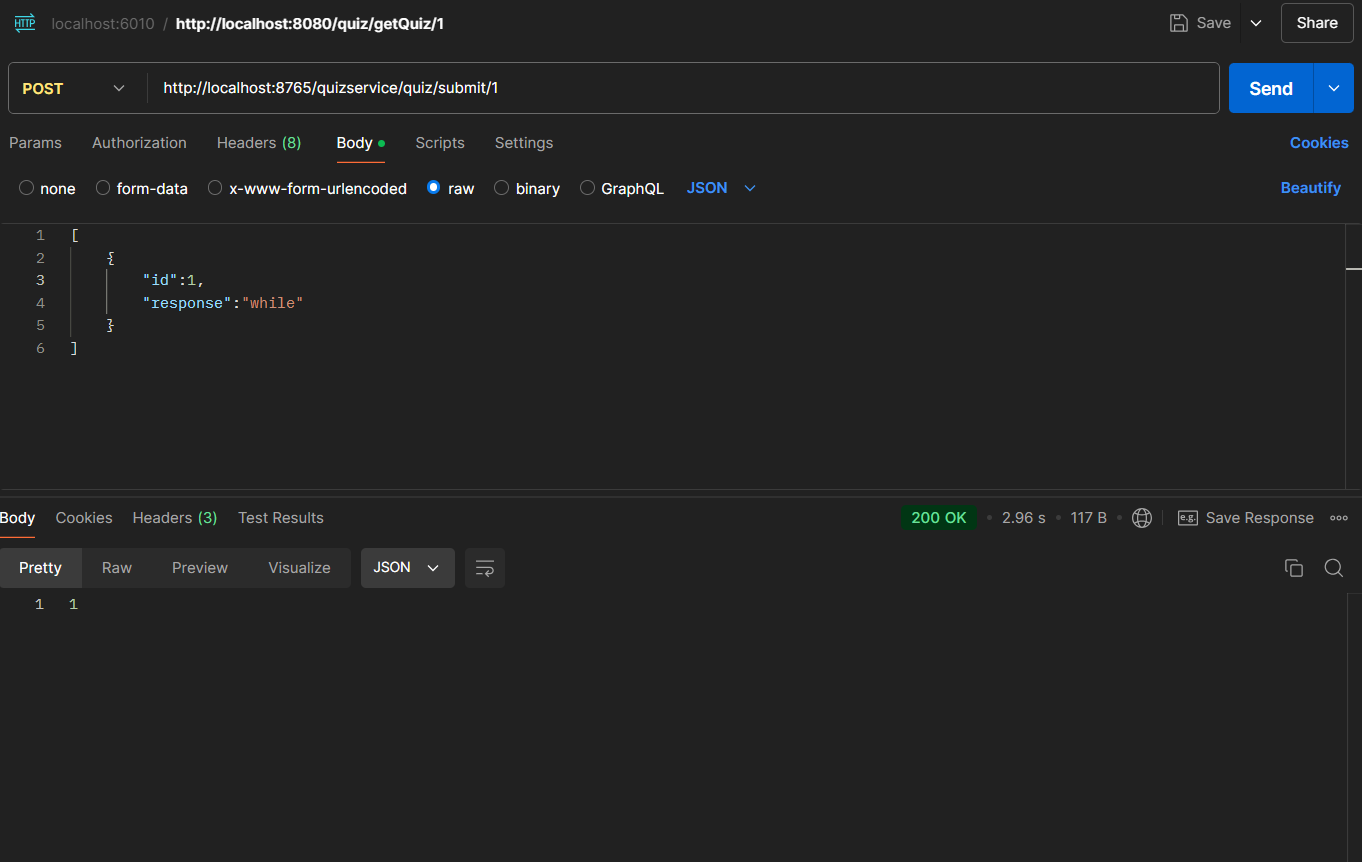 HTTP localhost:6010 / http://localhost:8080/quiz/getQuiz/1 Save Share
POST http://localhost:8765/quizservice/quiz/submit/1 Send
Params Authorization Headers (8) Body Scripts Settings Cookies
none form-data x-www-form-urlencoded raw binary GraphQL JSON Beautify
1 [
2 {
3 "id":1,
4 "response":"while"
5 }
6 ]
Body Cookies Headers (3) Test Results 200 OK 2.96 s 117 B e.g. Save Response
Pretty Raw Preview Visualize JSON
1 1